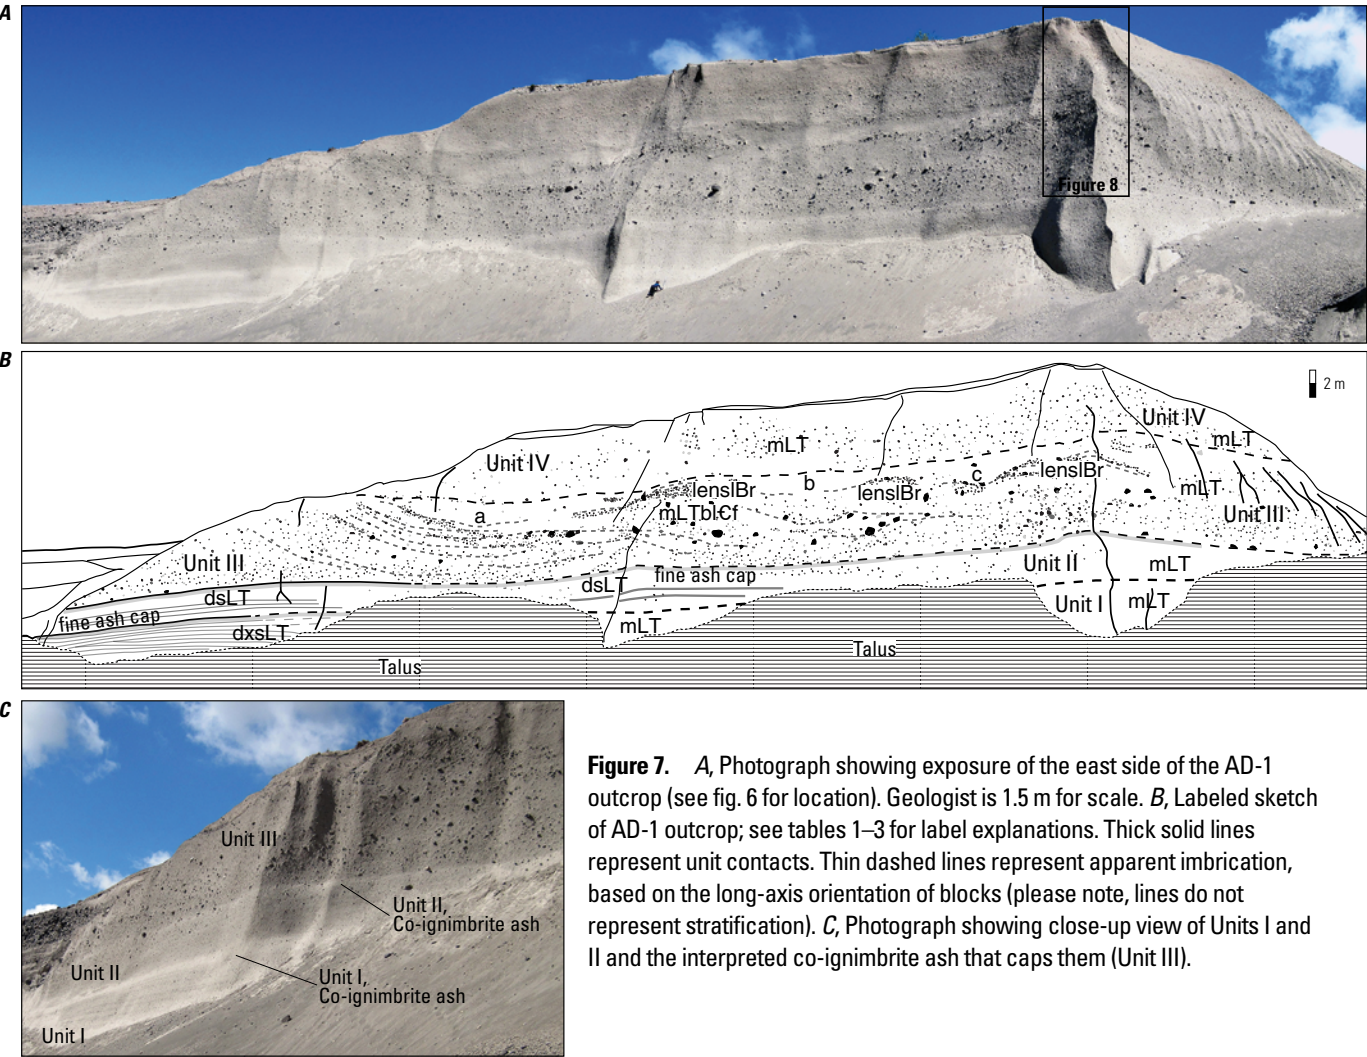 A
Figure 8
B
2 m
Unit IV
mLT
Unit IV
mLT
lenslBr
a
b
c
lenslBr
lenslBr
mLT
mLTblCf
Unit III
Unit III
dsLT
fine ash cap
dsLT
fine ash cap
Unit II
mLT
dxsLT
mLT
Unit I
mLT
Talus
Talus
C
Unit III
Unit II,
Co-ignimbrite ash
Unit II
Unit I,
Co-ignimbrite ash
Unit I
Figure 7. A, Photograph showing exposure of the east side of the AD-1
outcrop (see fig. 6 for location). Geologist is 1.5 m for scale. B, Labeled sketch
of AD-1 outcrop; see tables 1–3 for label explanations. Thick solid lines
represent unit contacts. Thin dashed lines represent apparent imbrication,
based on the long-axis orientation of blocks (please note, lines do not
represent stratification). C, Photograph showing close-up view of Units I and
II and the interpreted co-ignimbrite ash that caps them (Unit III).